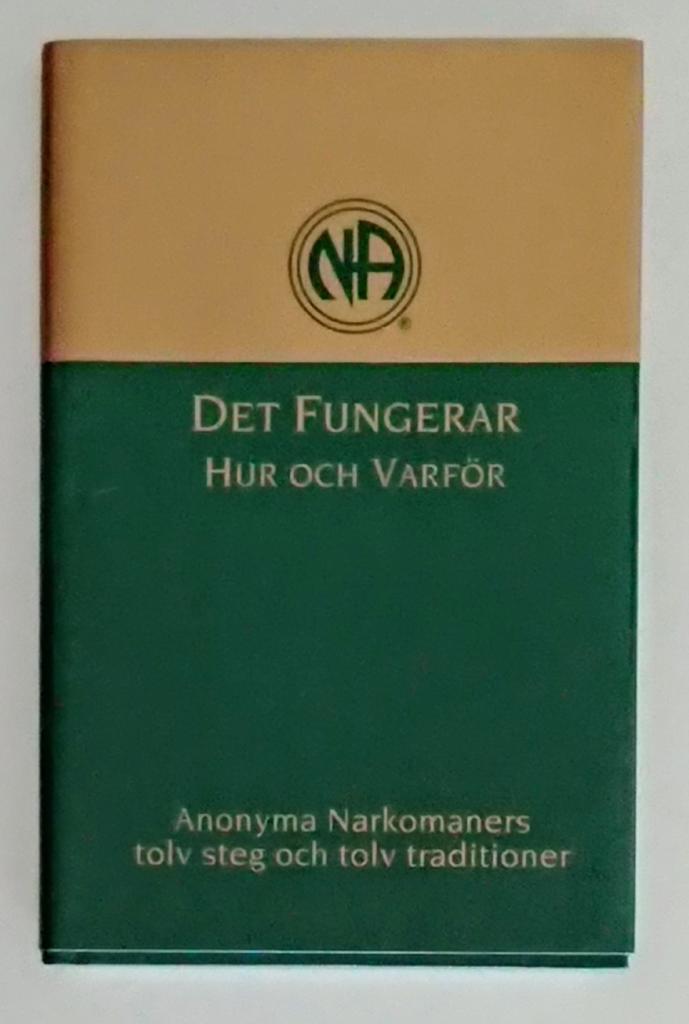 NA
®
DET FUNGERAR
HUR OCH VARFÖR
Anonyma Narkomaners
tolv steg och tolv traditioner